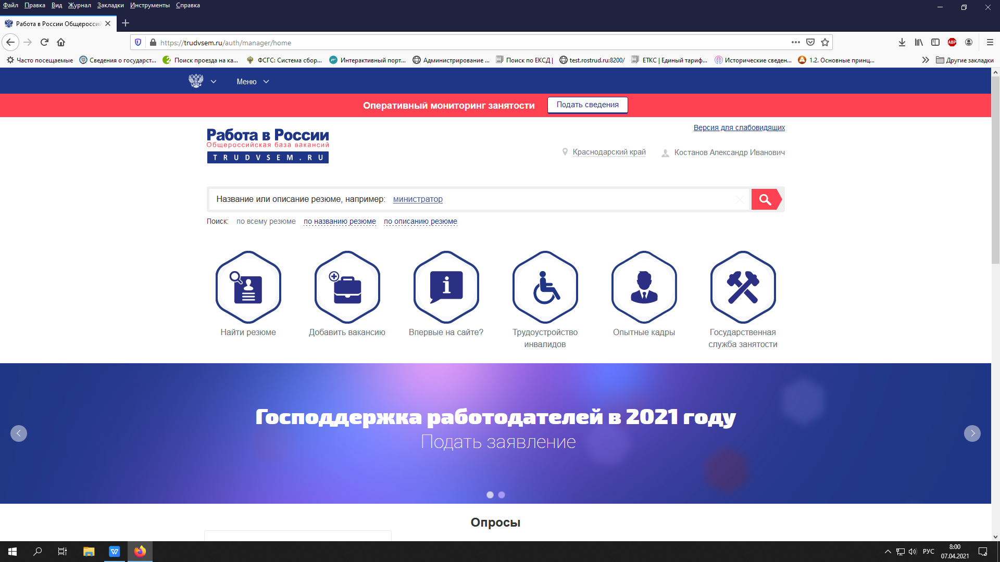 Файл Правка Вид Журнал Закладки Инструменты Справка
Работа в России Общероссий
https://trudvsem.ru/auth/manager/home
ABP
Часто посещаемые Сведения о государст... Поиск проезда на ка... ФСГС: Система сбор... Интерактивный порт... Администрирование ... Поиск по ЕКСД | test.rostrud.ru:8200/ ЕТКС | Единый тариф... Исторические сведен... 1.2. Основные принц... Другие закладки
Меню
Оперативный мониторинг занятости Подать сведения
Версия для слабовидящих
Работа в России
Общероссийская база вакансий
TRUDVSEM.RU
Краснодарский край Костанов Александр Иванович
Название или описание резюме, например: министратор
Поиск: по всему резюме по названию резюме по описанию резюме
Найти резюме
Добавить вакансию
Впервые на сайте?
Трудоустройство
инвалидов
Опытные кадры
Государственная
служба занятости
Господдержка работодателей в 2021 году
Подать заявление
Опросы
РУС
8:00
07.04.2021